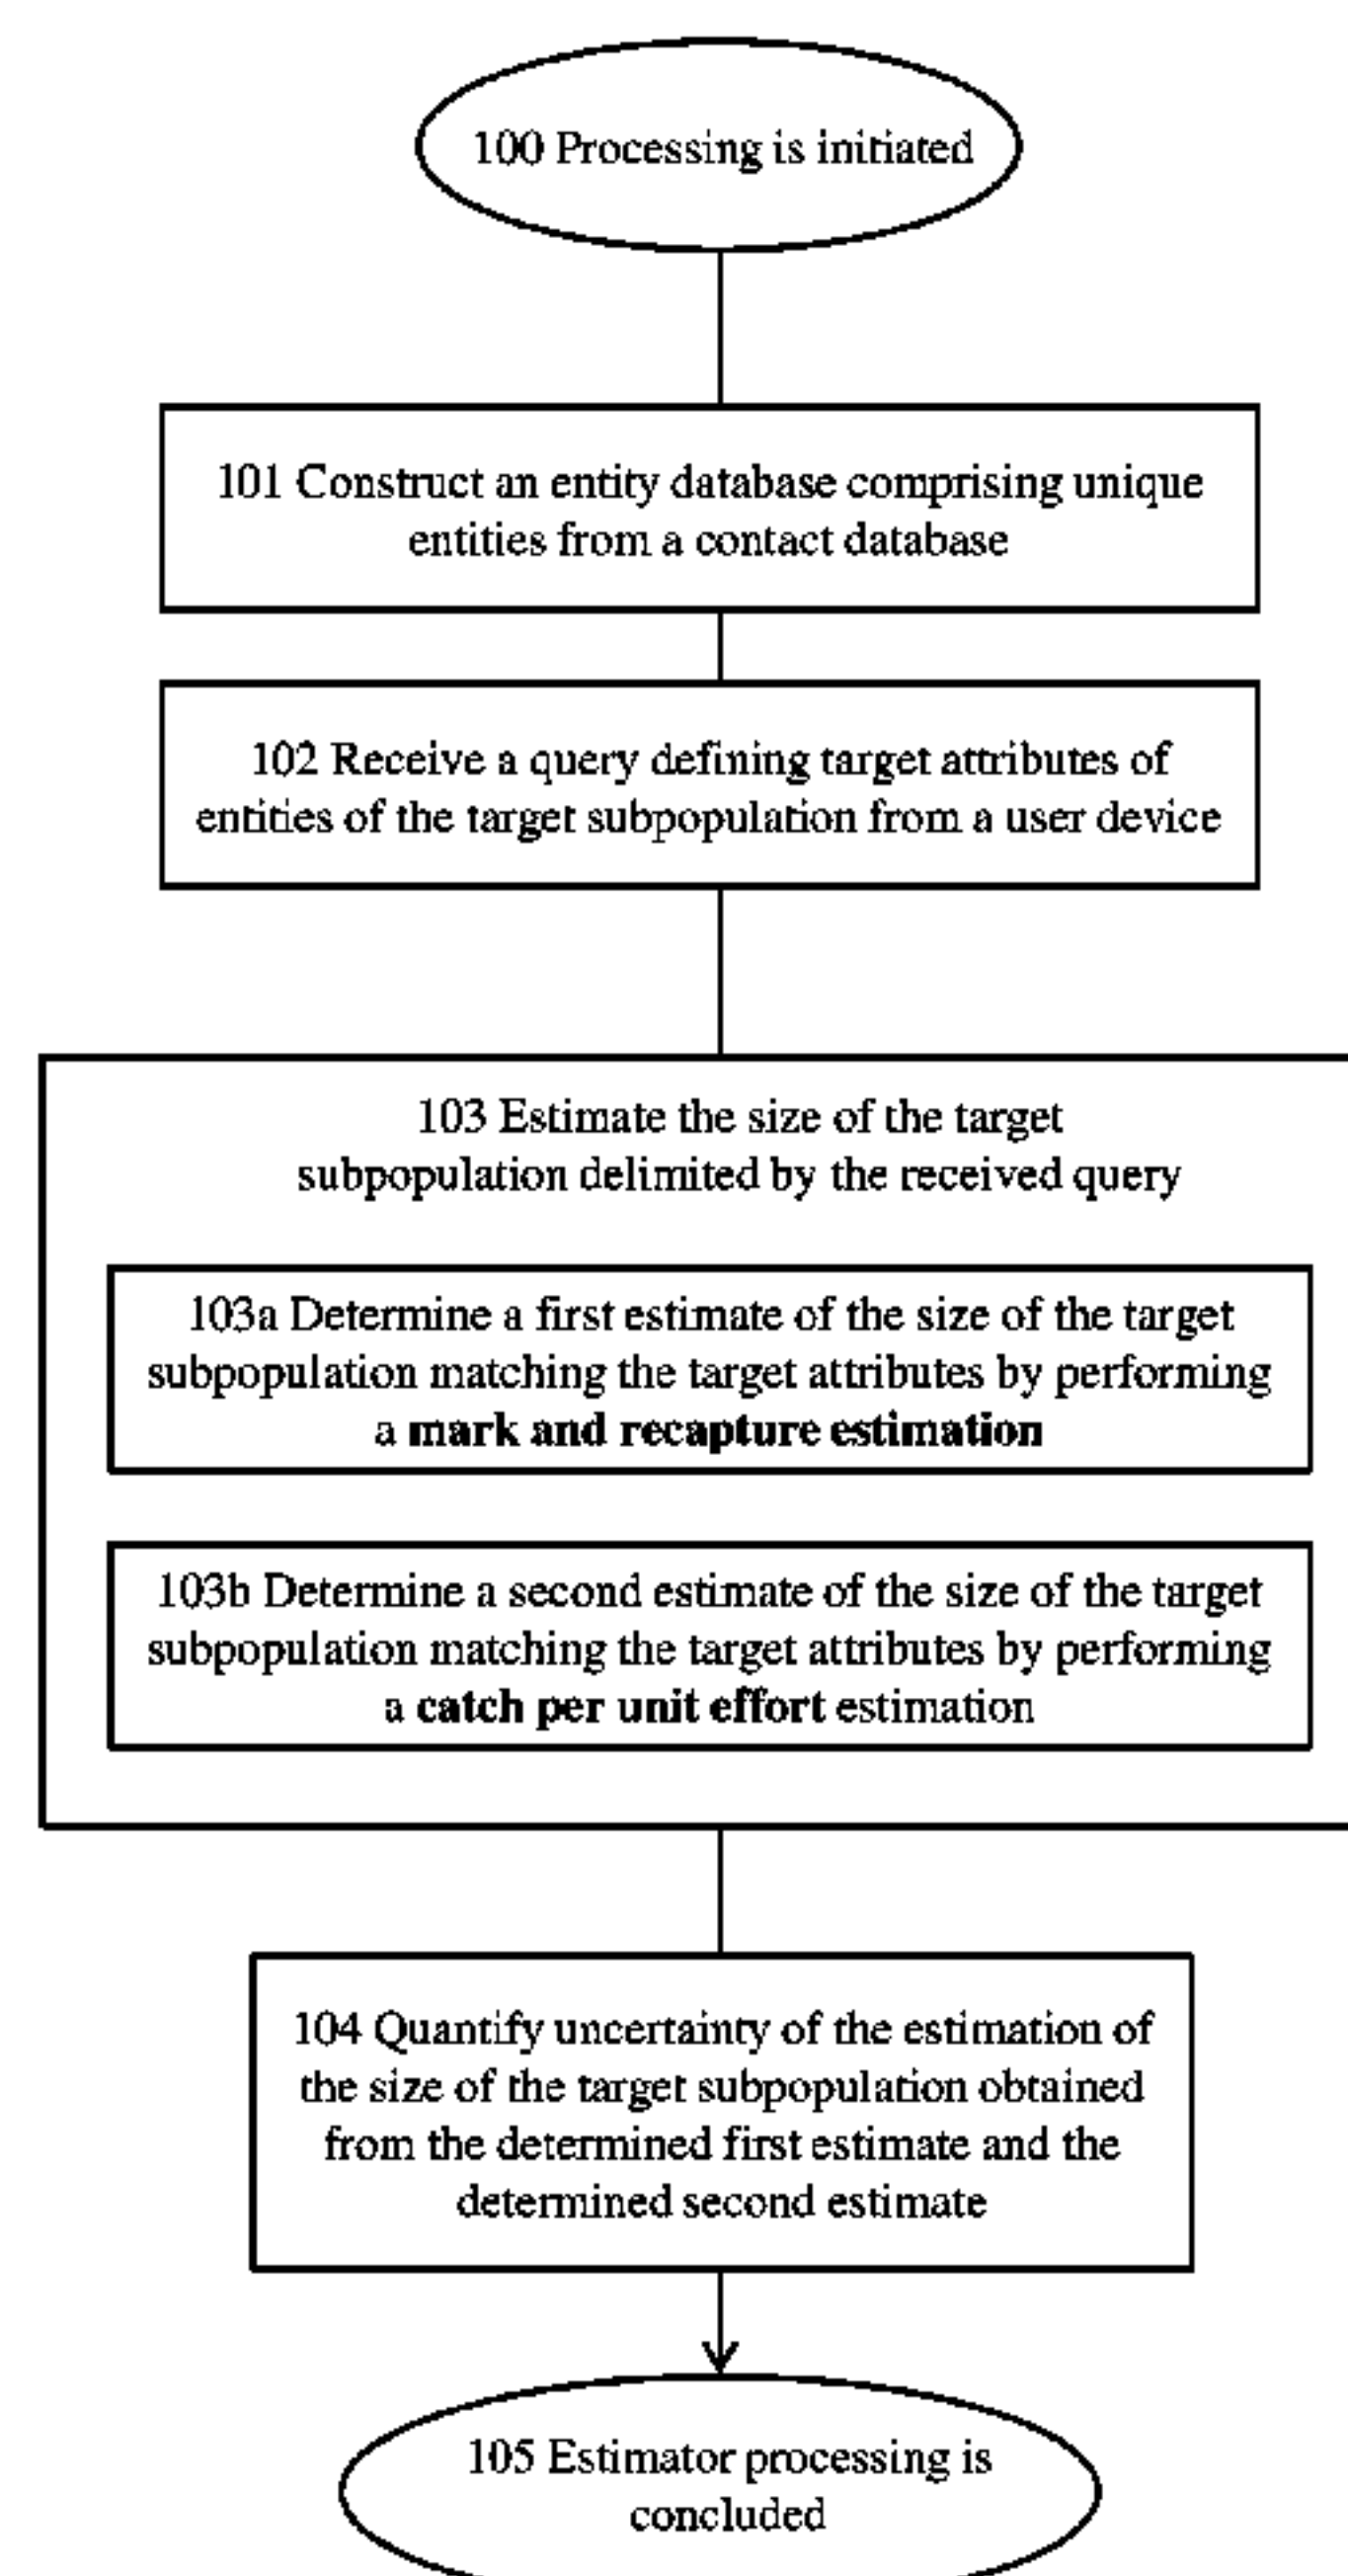 100 Processing is initiated
101 Construct an entity database comprising unique
entities from a contact database
102 Receive a query defining target attributes of
entities of the target subpopulation from a user device
103 Estimate the size of the target
subpopulation delimited by the received query
103a Determine a first estimate of the size of the target
subpopulation matching the target attributes by performing
a mark and recapture estimation
103b Determine a second estimate of the size of the target
subpopulation matching the target attributes by performing
a catch per unit effort estimation
104 Quantify uncertainty of the estimation of
the size of the target subpopulation obtained
from the determined first estimate and the
determined second estimate
105 Estimator processing is
concluded